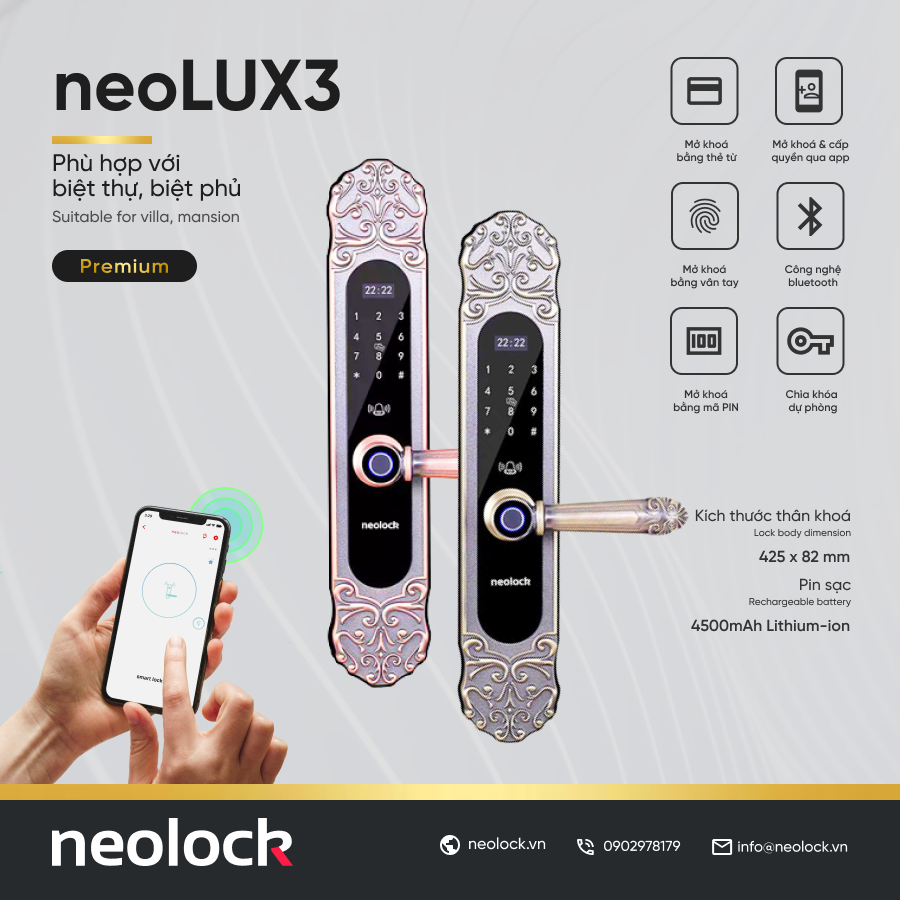 neoLUX3
Phù hợp với
biệt thự, biệt phủ
Suitable for villa, mansion
Premium
Mở khoá
bằng thẻ từ
Mở khoá & cấp
quyền qua app
Mở khoá
bằng vân tay
Công nghệ
bluetooth
100
Mở khoá
bằng mã PIN
Chìa khóa
dự phòng
22:22
1 2 3
4 5 6
7 8 9
* 0 #
neolock
22:22
1 2 3
4 5 6
7 8 9
* 0 #
neolock
Kích thước thân khoá
Lock body dimension
425 x 82 mm
Pin sạc
Rechargeable battery
4500mAh Lithium-ion
neolock
smart lock
neolock
neolock.vn
0902978179
info@neolock.vn